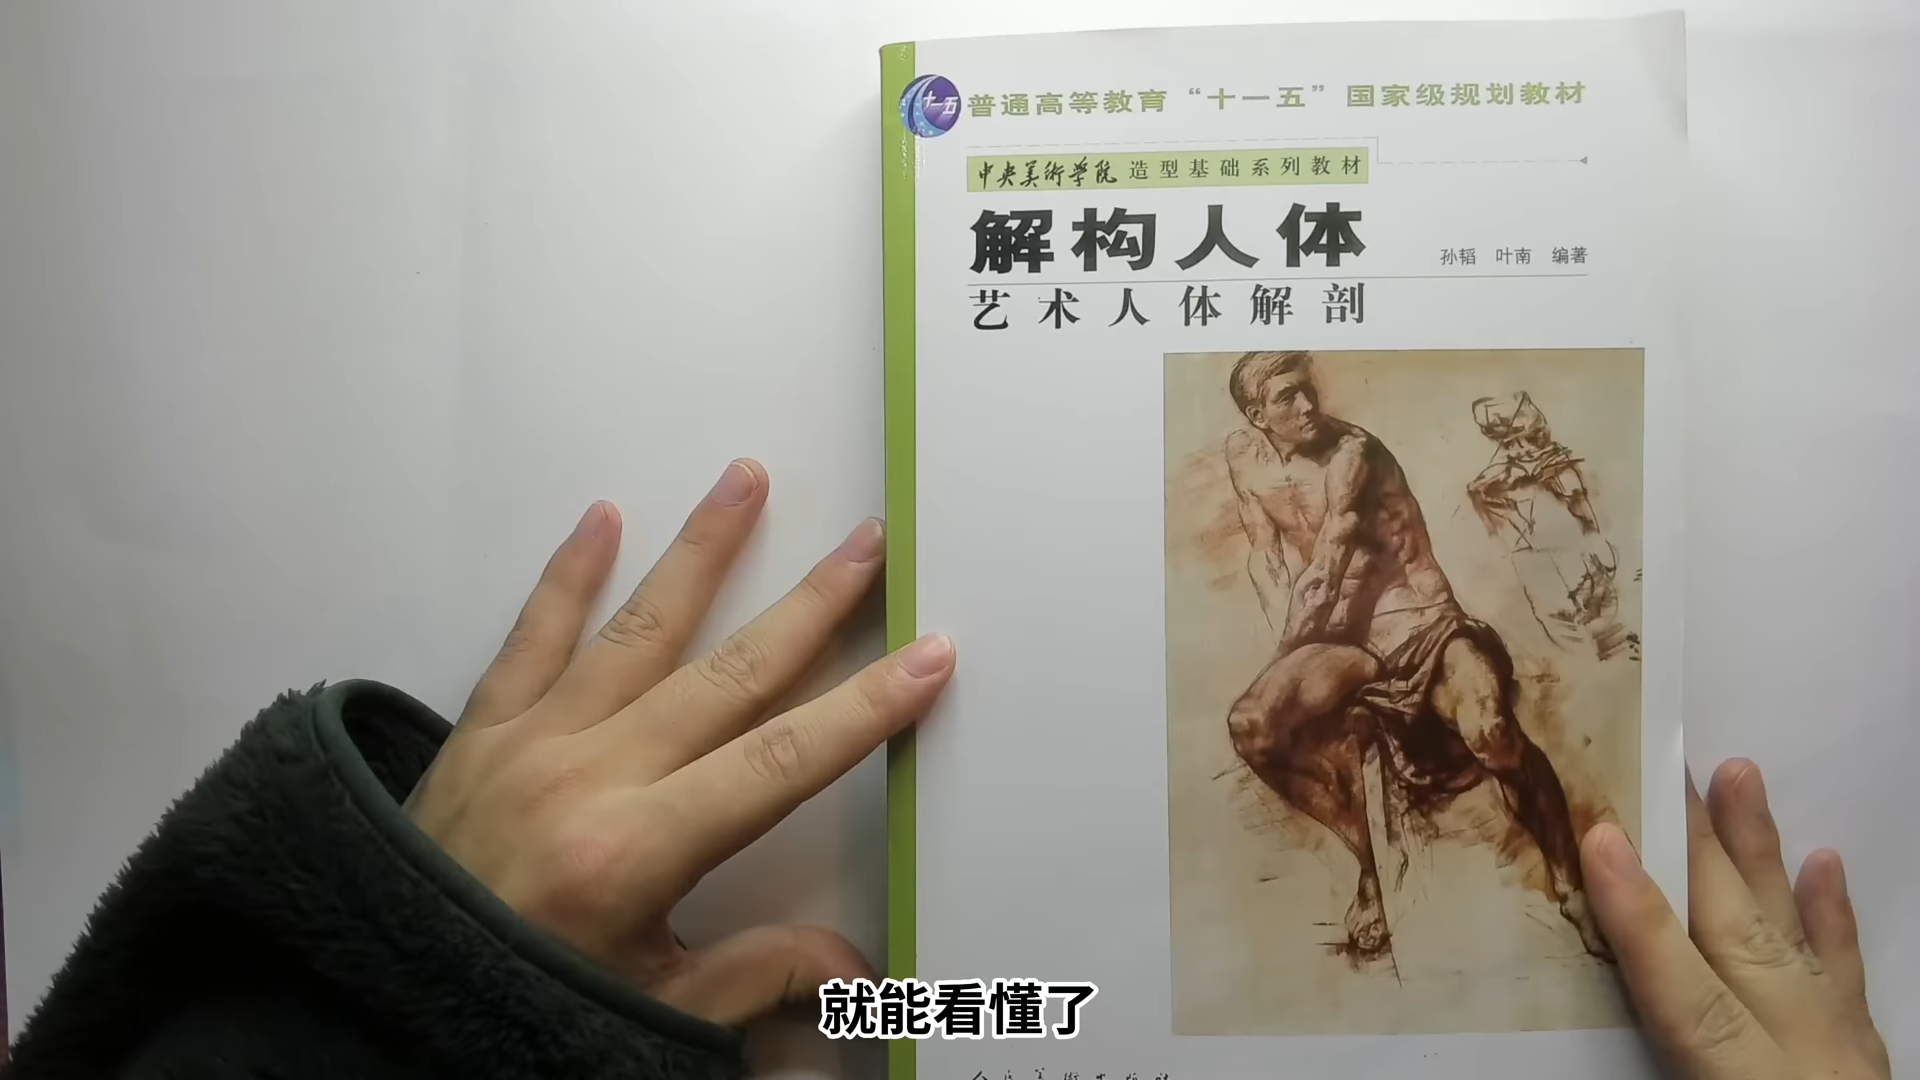 十一五
普通高等教育“十一五”国家级规划教材
中央美術学院 造型基础系列教材
解构人体
孙韬 叶南 编著
艺术人体解剖
就能看懂了